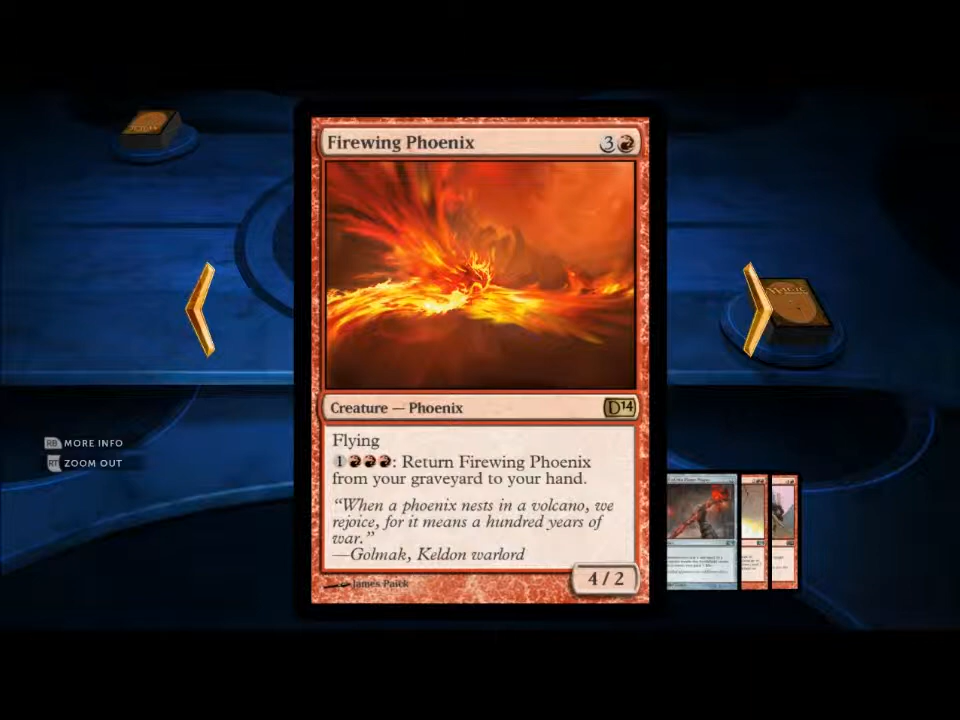 Firewing Phoenix 3
Creature — Phoenix D14
Flying
1: Return Firewing Phoenix
from your graveyard to your hand.
“When a phoenix nests in a volcano, we
rejoice, for it means a hundred years of
war.”
—Golmak, Keldon warlord
James Paick
4/2
RB MORE INFO
RT ZOOM OUT
MAGIC